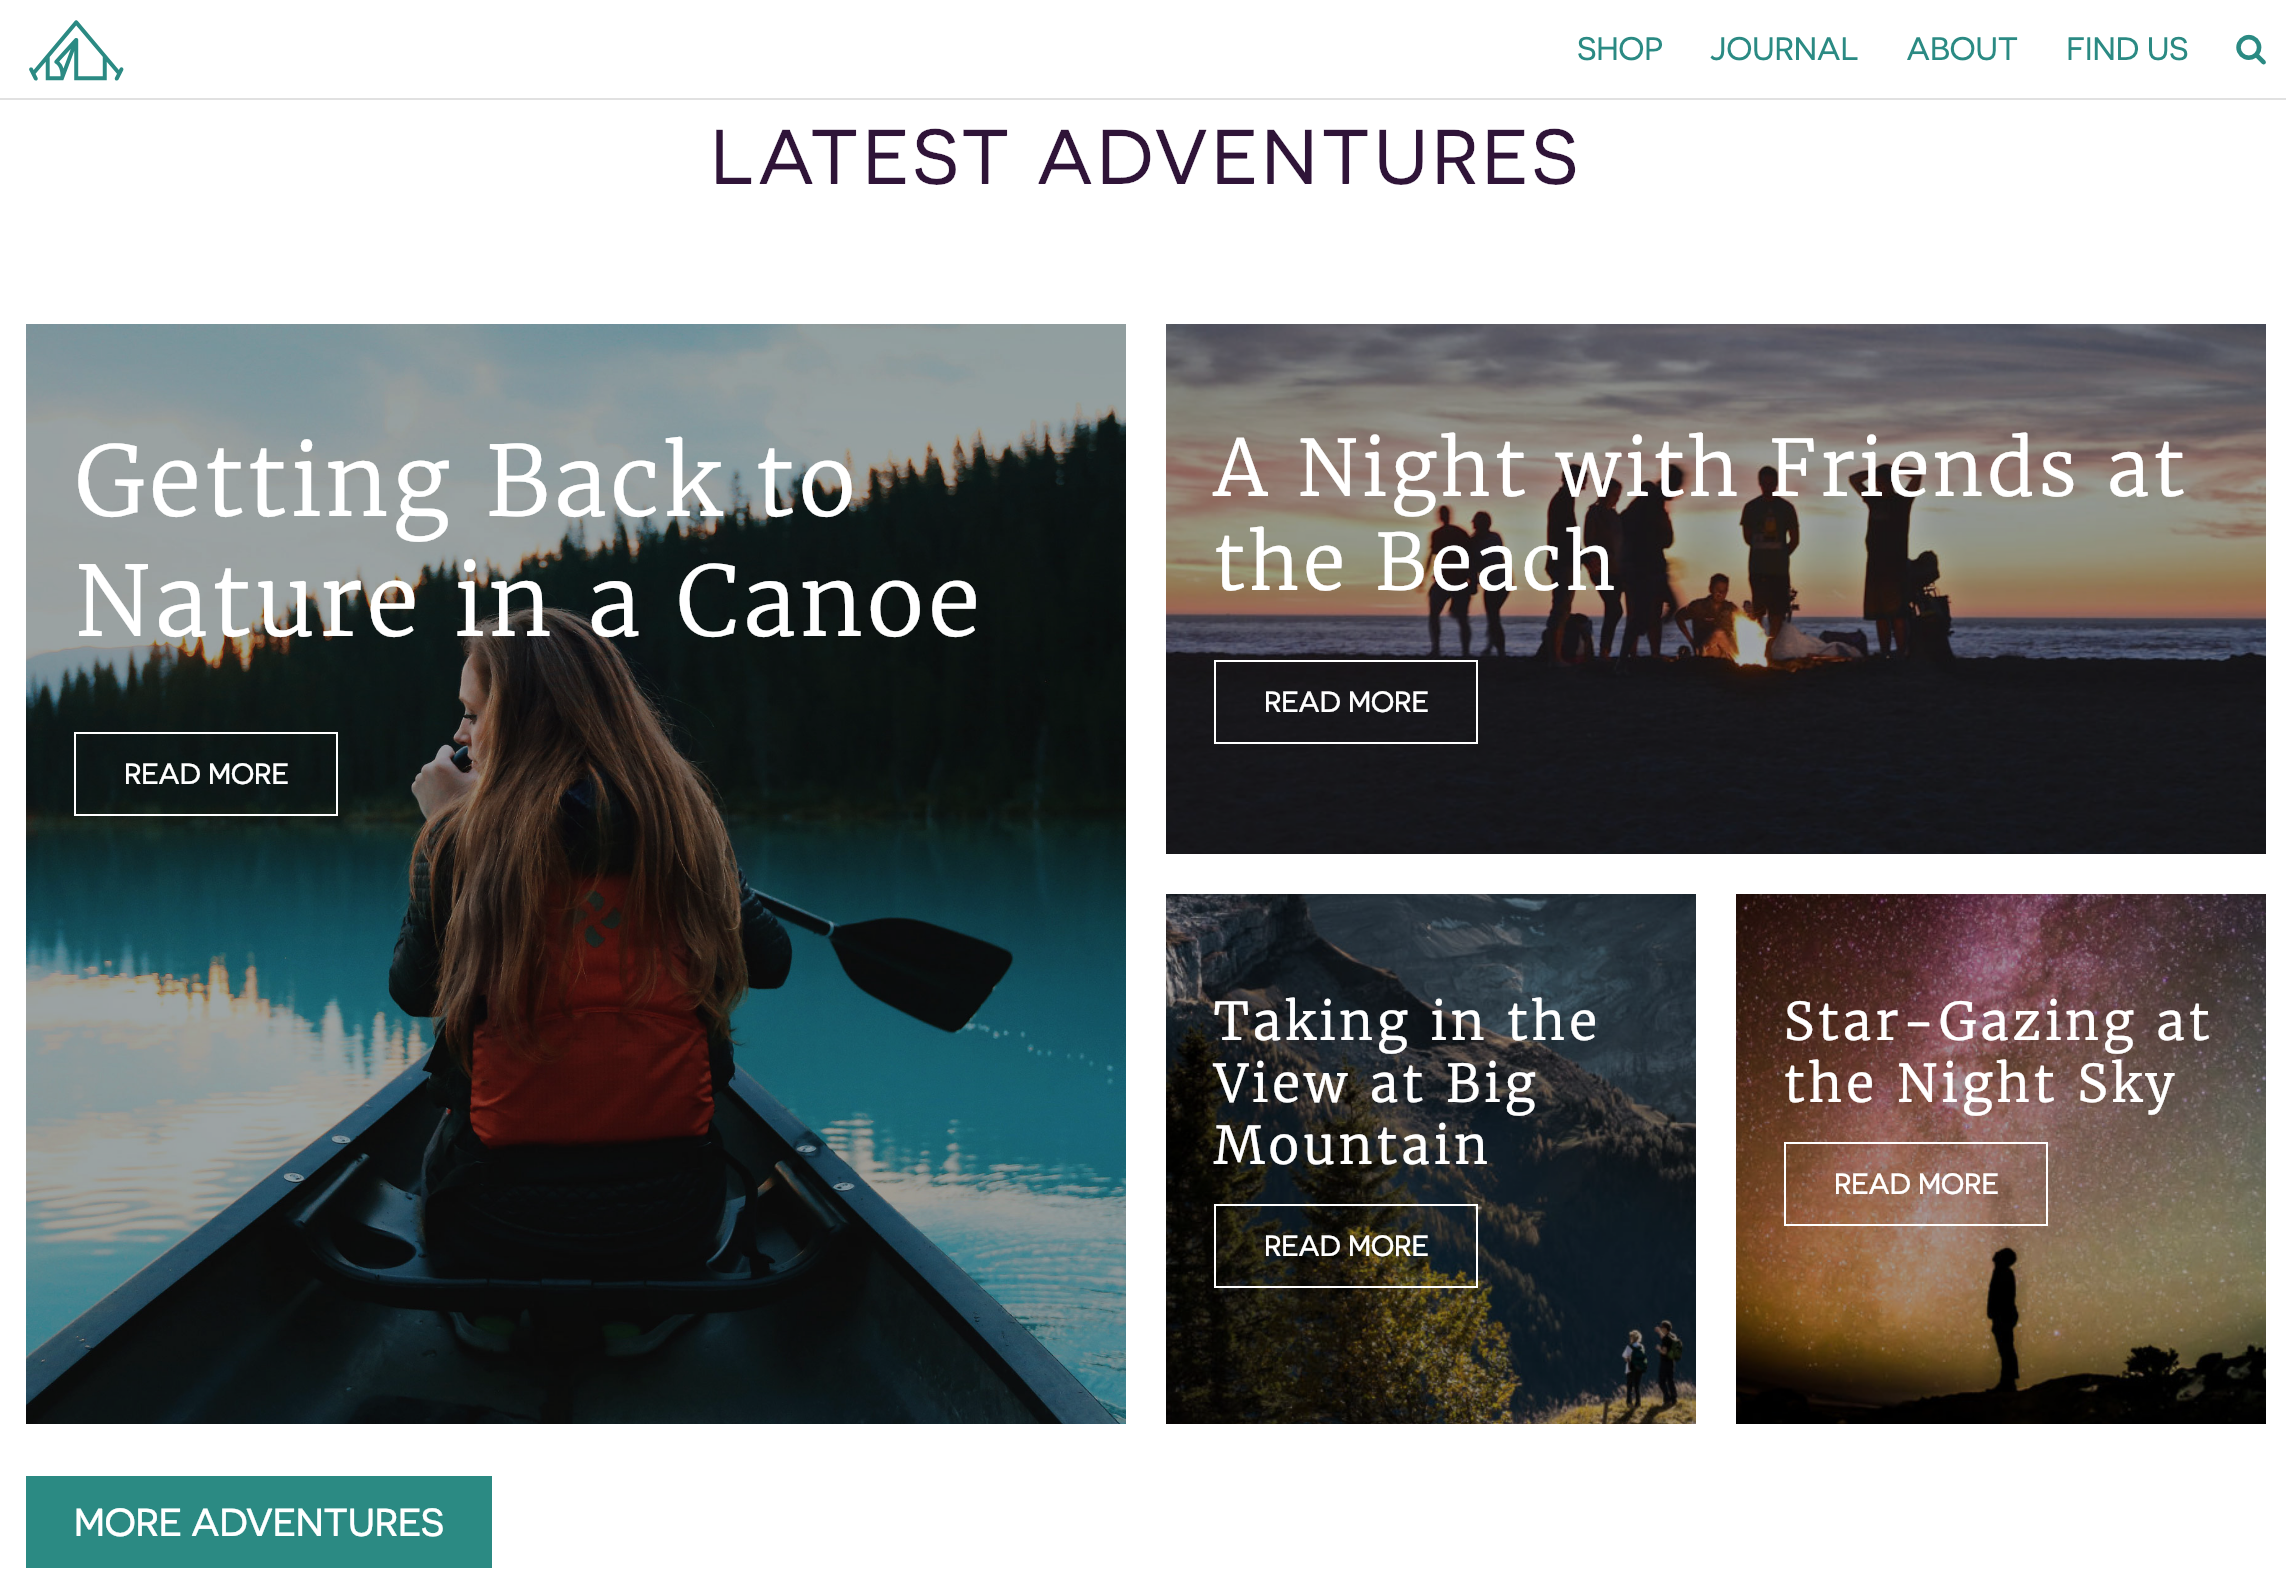 SHOP JOURNAL ABOUT FIND US
LATEST ADVENTURES
Getting Back to
Nature in a Canoe
READ MORE
A Night with Friends at
the Beach
READ MORE
Taking in the
View at Big
Mountain
READ MORE
Star-Gazing at
the Night Sky
READ MORE
MORE ADVENTURES